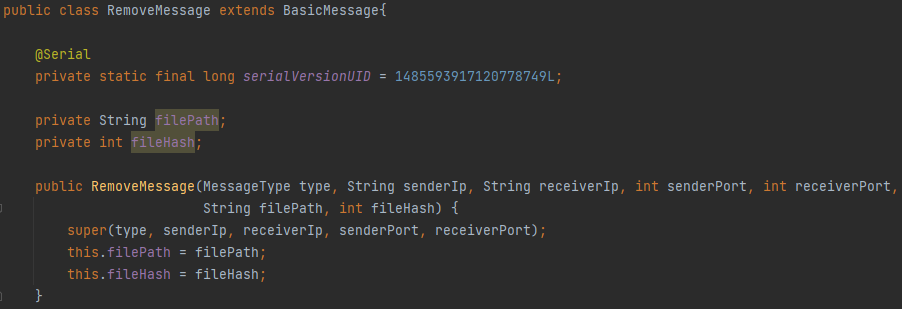 public class RemoveMessage extends BasicMessage{
@Serial
private static final long serialVersionUID = 1485593917120778749L;
private String filePath;
private int fileHash;
public RemoveMessage(MessageType type, String senderIp, String receiverIp, int senderPort, int receiverPort,
String filePath, int fileHash) {
super(type, senderIp, receiverIp, senderPort, receiverPort);
this.filePath = filePath;
this.fileHash = fileHash;
}